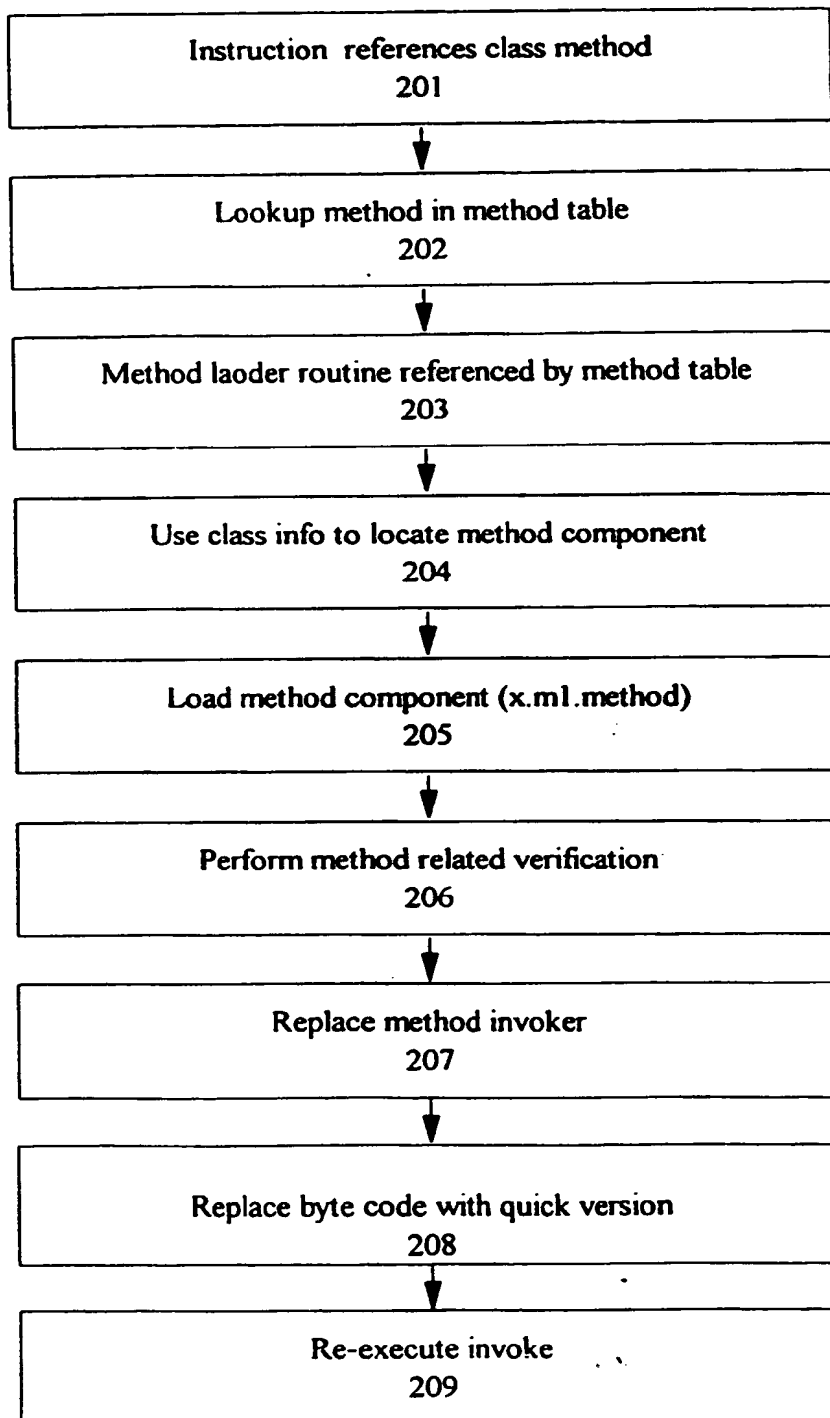 Instruction references class method
201
Lookup method in method table
202
Method laoder routine referenced by method table
203
Use class info to locate method component
204
Load method component (x.m1.method)
205
Perform method related verification
206
Replace method invoker
207
Replace byte code with quick version
208
Re-execute invoke
209